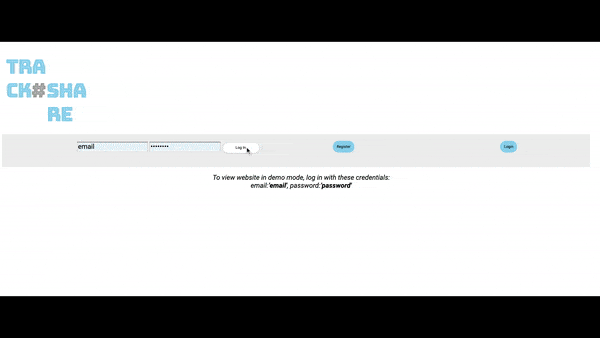 TRA
CK#SHA
RE
email •••••••• Log in Register Login
To view website in demo mode, log in with these credentials:
email:'email', password:'password'